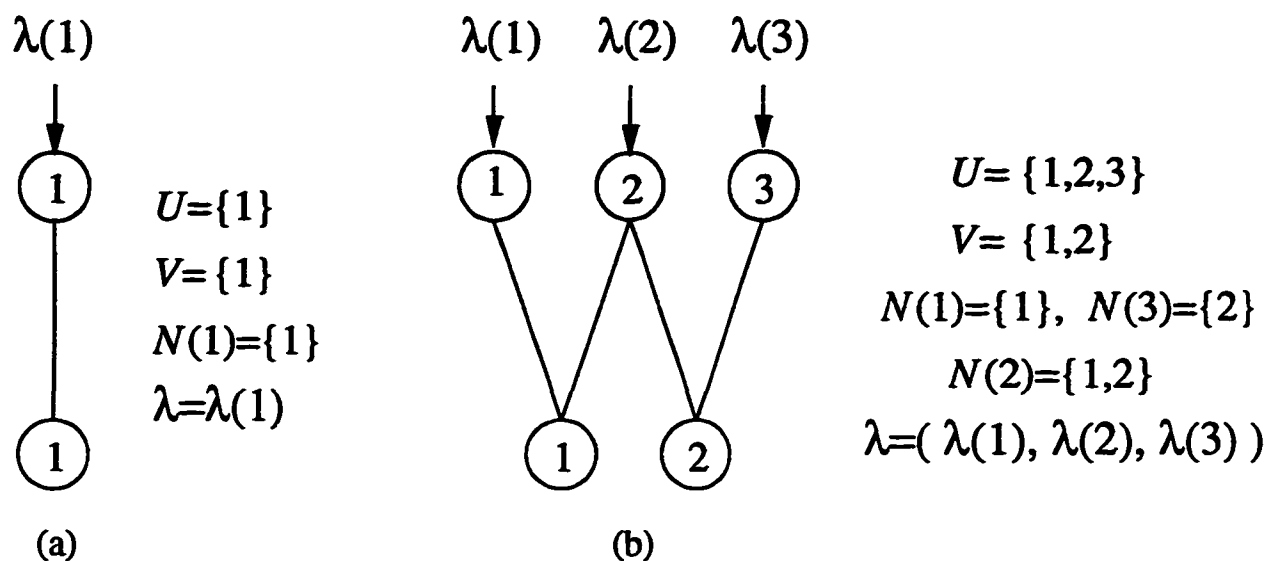 λ(1)
1
U={1}
V={1}
N(1)={1}
λ=λ(1)
1
(a)
λ(1) λ(2) λ(3)
1 2 3
U= {1,2,3}
V= {1,2}
N(1)={1}, N(3)={2}
N(2)={1,2}
λ=( λ(1), λ(2), λ(3) )
1 2
(b)